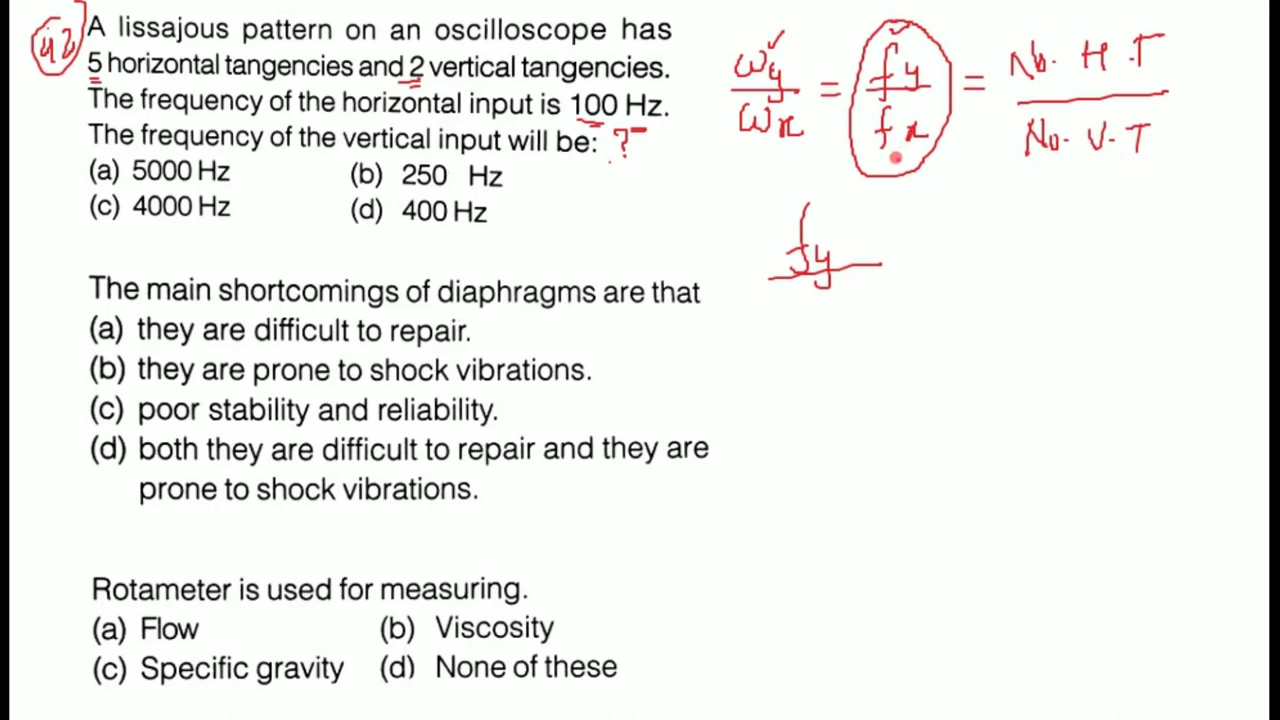 42
A lissajous pattern on an oscilloscope has
5 horizontal tangencies and 2 vertical tangencies.
The frequency of the horizontal input is 100 Hz.
The frequency of the vertical input will be: ?
(a) 5000 Hz (b) 250 Hz
(c) 4000 Hz (d) 400 Hz
ωy / ωx = fy / fx = No. H.T / No. V.T
fy
The main shortcomings of diaphragms are that
(a) they are difficult to repair.
(b) they are prone to shock vibrations.
(c) poor stability and reliability.
(d) both they are difficult to repair and they are
prone to shock vibrations.
Rotameter is used for measuring.
(a) Flow (b) Viscosity
(c) Specific gravity (d) None of these